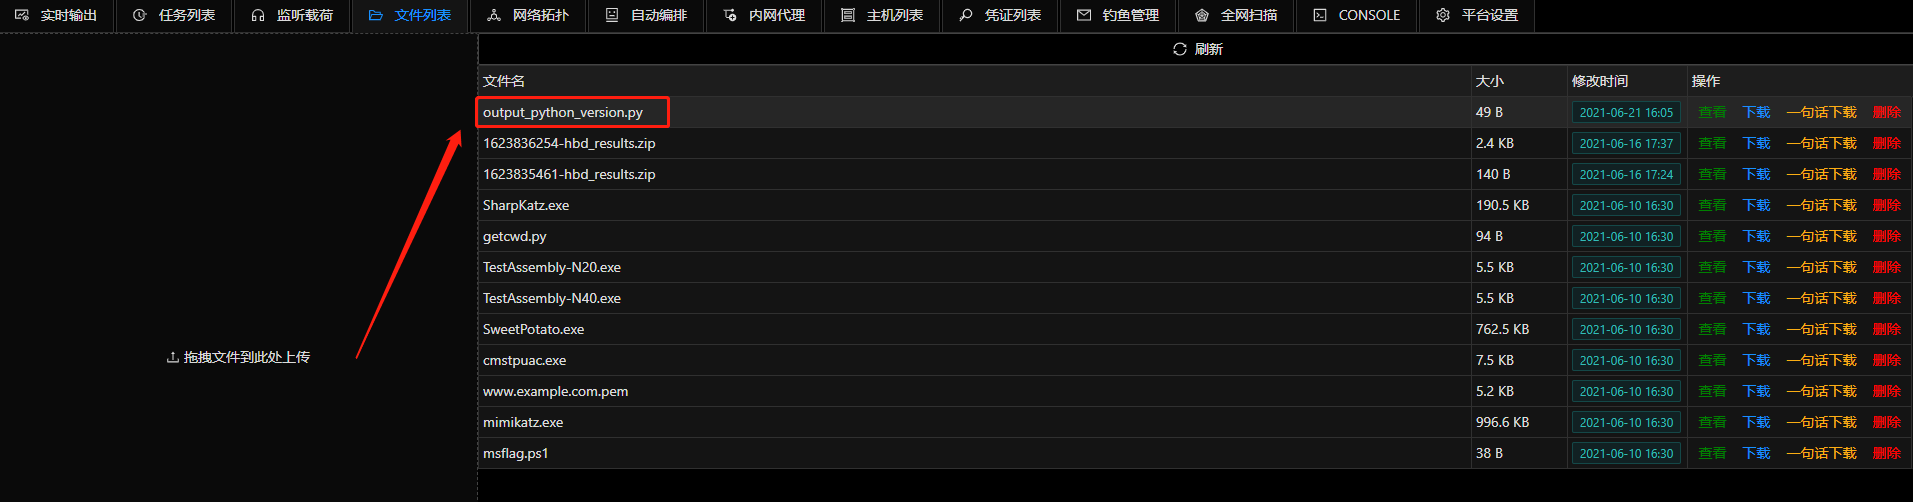 实时输出 任务列表 监听载荷 文件列表 网络拓扑 自动编排 内网代理 主机列表 凭证列表 钓鱼管理 全网扫描 CONSOLE 平台设置
刷新
文件名 大小 修改时间 操作
output_python_version.py 49 B 2021-06-21 16:05 查看 下载 一句话下载 删除
1623836254-hbd_results.zip 2.4 KB 2021-06-16 17:37 查看 下载 一句话下载 删除
1623835461-hbd_results.zip 140 B 2021-06-16 17:24 查看 下载 一句话下载 删除
SharpKatz.exe 190.5 KB 2021-06-10 16:30 查看 下载 一句话下载 删除
getcwd.py 94 B 2021-06-10 16:30 查看 下载 一句话下载 删除
TestAssembly-N20.exe 5.5 KB 2021-06-10 16:30 查看 下载 一句话下载 删除
TestAssembly-N40.exe 5.5 KB 2021-06-10 16:30 查看 下载 一句话下载 删除
SweetPotato.exe 762.5 KB 2021-06-10 16:30 查看 下载 一句话下载 删除
拖拽文件到此处上传
cmstpuac.exe 7.5 KB 2021-06-10 16:30 查看 下载 一句话下载 删除
www.example.com.pem 5.2 KB 2021-06-10 16:30 查看 下载 一句话下载 删除
mimikatz.exe 996.6 KB 2021-06-10 16:30 查看 下载 一句话下载 删除
msflag.ps1 38 B 2021-06-10 16:30 查看 下载 一句话下载 删除